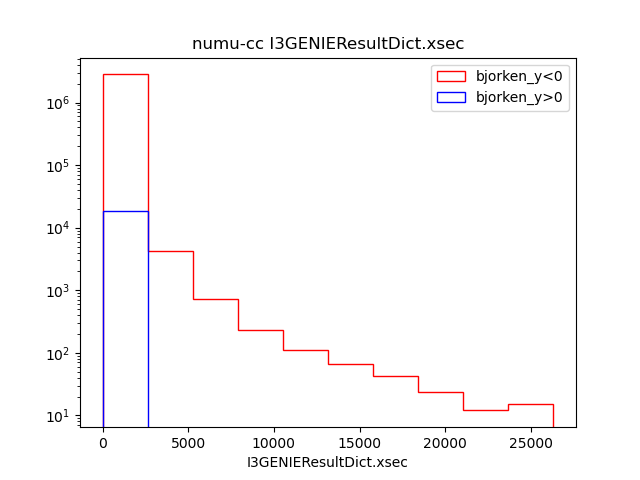 numu-cc I3GENIEResultDict.xsec
bjorken_y<0
bjorken_y>0
10^6
10^5
10^4
10^3
10^2
10^1
0 5000 10000 15000 20000 25000
I3GENIEResultDict.xsec